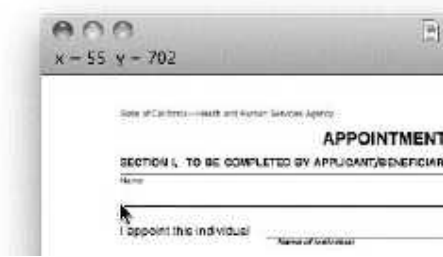 x - 55 y - 702
State of California—Health and Human Services Agency
APPOINTMENT
SECTION I. TO BE COMPLETED BY APPLICANT/BENEFICIAR
Name
I appoint this individual
Name of individual